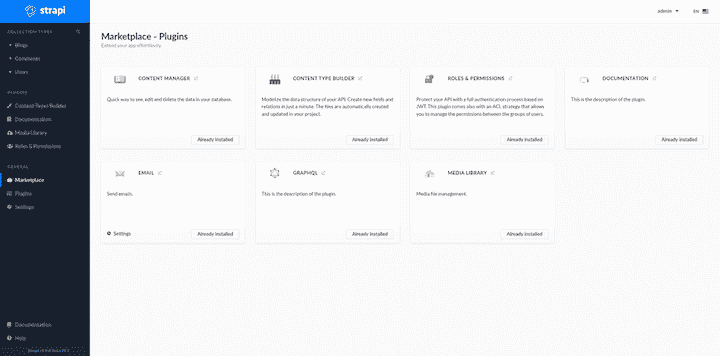 strapi
admin
EN
COLLECTION TYPES
Blogs
Comments
Users
PLUGINS
Content-Types Builder
Documentation
Media Library
Roles & Permissions
GENERAL
Marketplace
Plugins
Settings
Documentation
Help
Marketplace - Plugins
Extend your app effortlessly.
CONTENT MANAGER
Quick way to see, edit and delete the data in your database.
Already installed
CONTENT TYPE BUILDER
Modelize the data structure of your API. Create new fields and
relations in just a minute. The files are automatically created
and updated in your project.
Already installed
ROLES & PERMISSIONS
Protect your API with a full authentication process based on
JWT. This plugin comes also with an ACL strategy that allows
you to manage the permissions between the groups of users.
Already installed
DOCUMENTATION
This is the description of the plugin.
Already installed
EMAIL
Send emails.
Settings
Already installed
GRAPHQL
This is the description of the plugin.
Already installed
MEDIA LIBRARY
Media file management.
Already installed